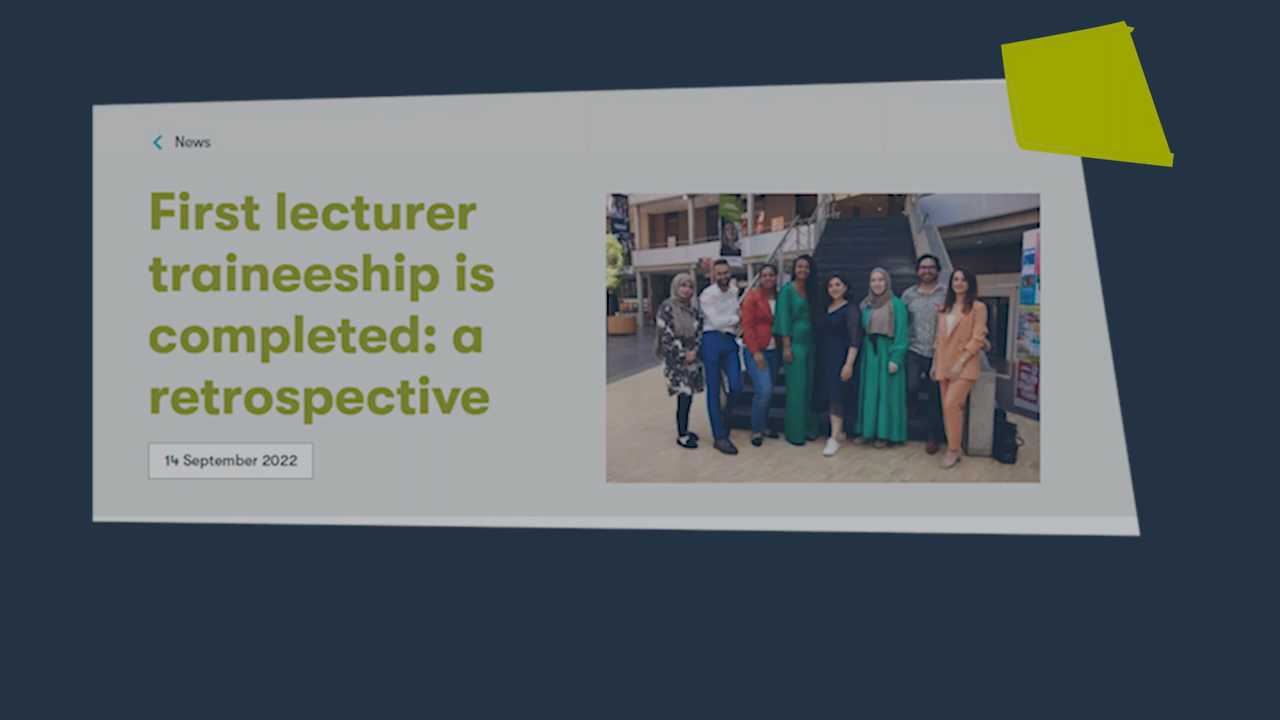 News
First lecturer
traineeship is
completed: a
retrospective
14 September 2022